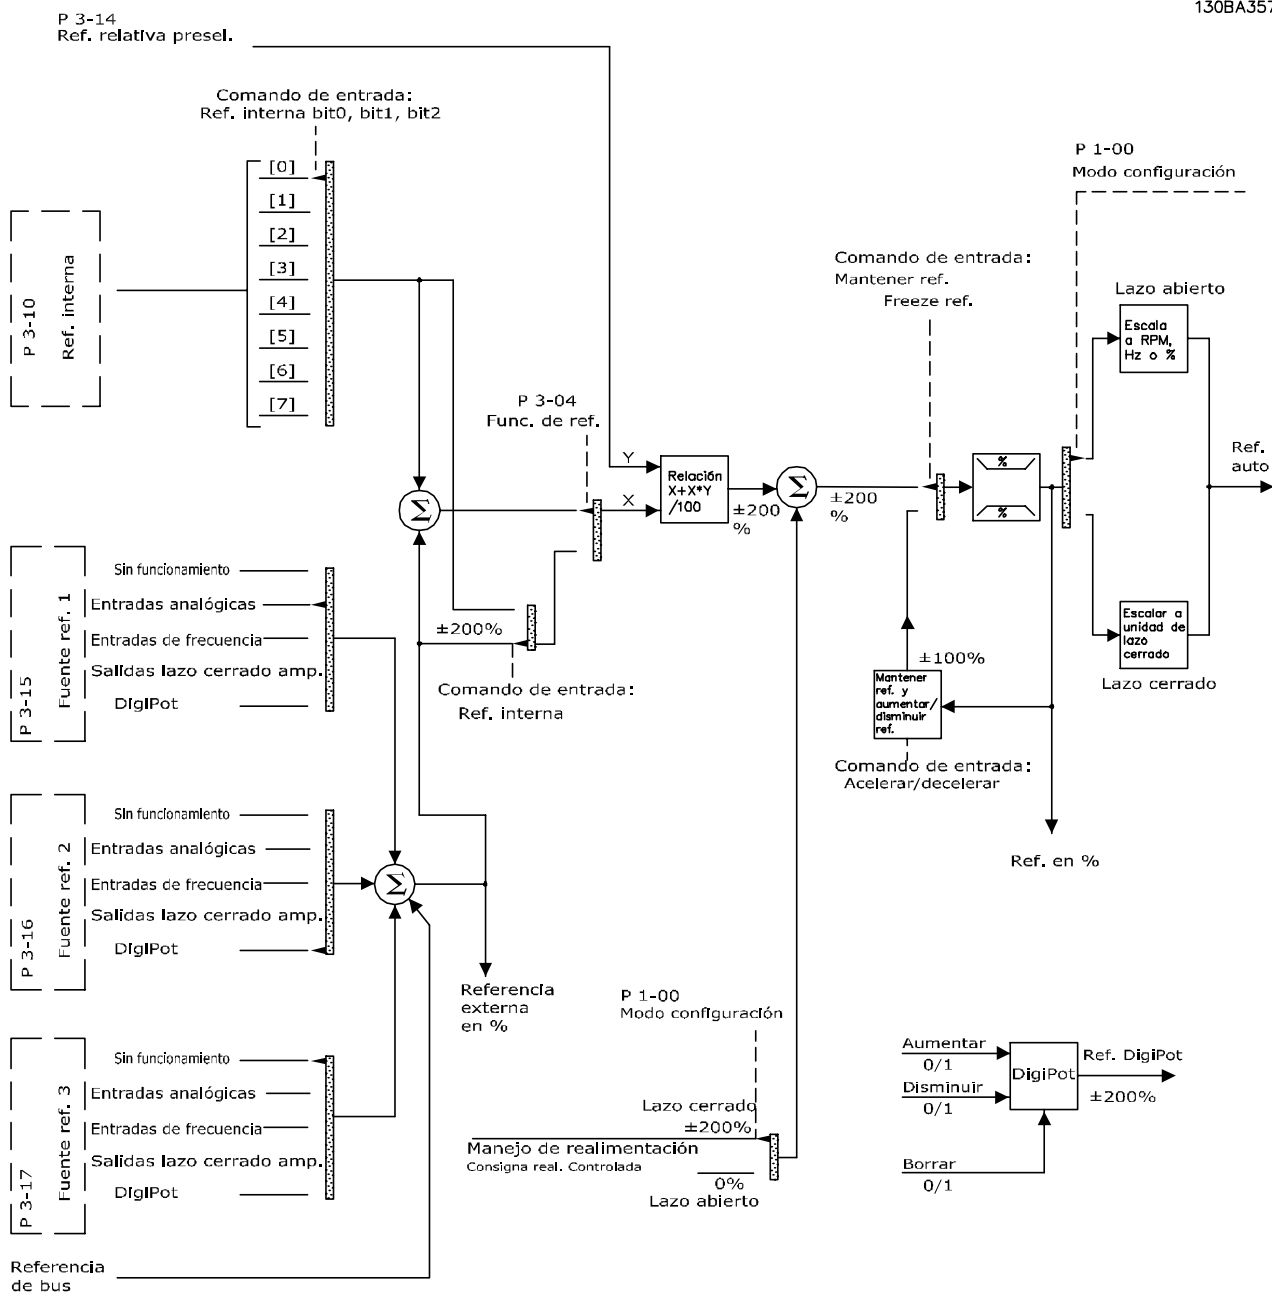 130BA357
P 3-14
Ref. relativa presel.
Comando de entrada:
Ref. interna bit0, bit1, bit2
[0]
[1]
[2]
[3]
[4]
[5]
[6]
[7]
P 3-10
Ref. interna
P 1-00
Modo configuración
Comando de entrada:
Mantener ref.
Freeze ref.
Lazo abierto
Escala
a RPM,
Hz o %
P 3-04
Func. de ref.
Y
X
Relación
X+X*Y
/100
±200
%
Σ
±200
%
%
%
Ref.
auto
Σ
P 3-15
Fuente ref. 1
Sin funcionamiento
Entradas analógicas
Entradas de frecuencia
Salidas lazo cerrado amp.
DigiPot
±200%
Comando de entrada:
Ref. interna
±100%
Mantener
ref. y
aumentar/
disminuir
ref.
Comando de entrada:
Acelerar/decelerar
Escalar a
unidad de
lazo
cerrado
Lazo cerrado
Ref. en %
P 3-16
Fuente ref. 2
Sin funcionamiento
Entradas analógicas
Entradas de frecuencia
Salidas lazo cerrado amp.
DigiPot
Σ
Referencia
externa
en %
P 1-00
Modo configuración
Lazo cerrado
±200%
Manejo de realimentación
Consigna real. Controlada
0%
Lazo abierto
Aumentar
0/1
Disminuir
0/1
Borrar
0/1
DigiPot
Ref. DigiPot
±200%
P 3-17
Fuente ref. 3
Sin funcionamiento
Entradas analógicas
Entradas de frecuencia
Salidas lazo cerrado amp.
DigiPot
Referencia
de bus